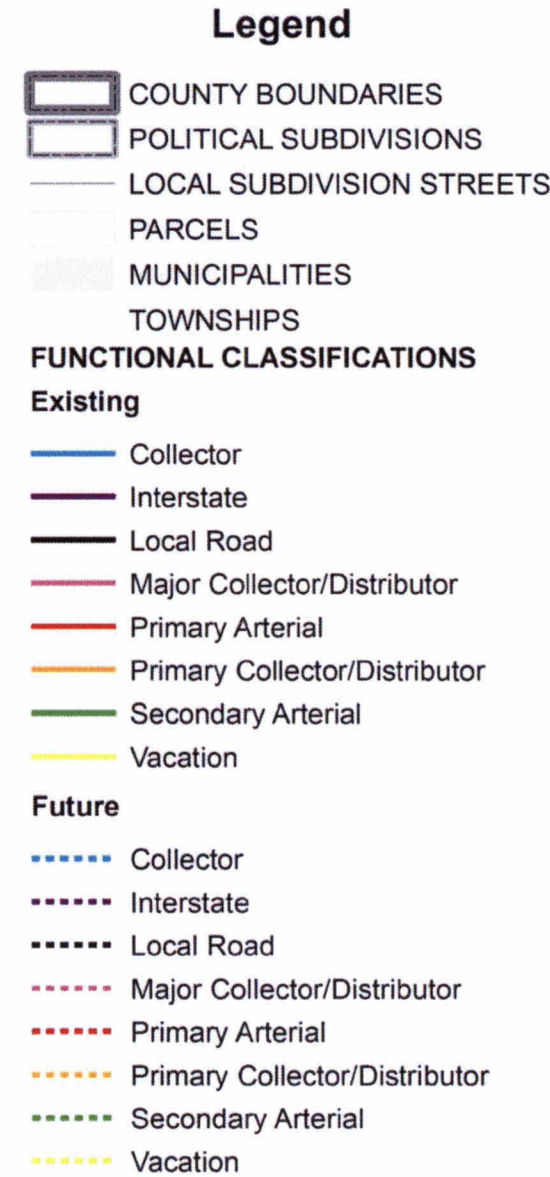 Legend
COUNTY BOUNDARIES
POLITICAL SUBDIVISIONS
LOCAL SUBDIVISION STREETS
PARCELS
MUNICIPALITIES
TOWNSHIPS
FUNCTIONAL CLASSIFICATIONS
Existing
Collector
Interstate
Local Road
Major Collector/Distributor
Primary Arterial
Primary Collector/Distributor
Secondary Arterial
Vacation
Future
Collector
Interstate
Local Road
Major Collector/Distributor
Primary Arterial
Primary Collector/Distributor
Secondary Arterial
Vacation